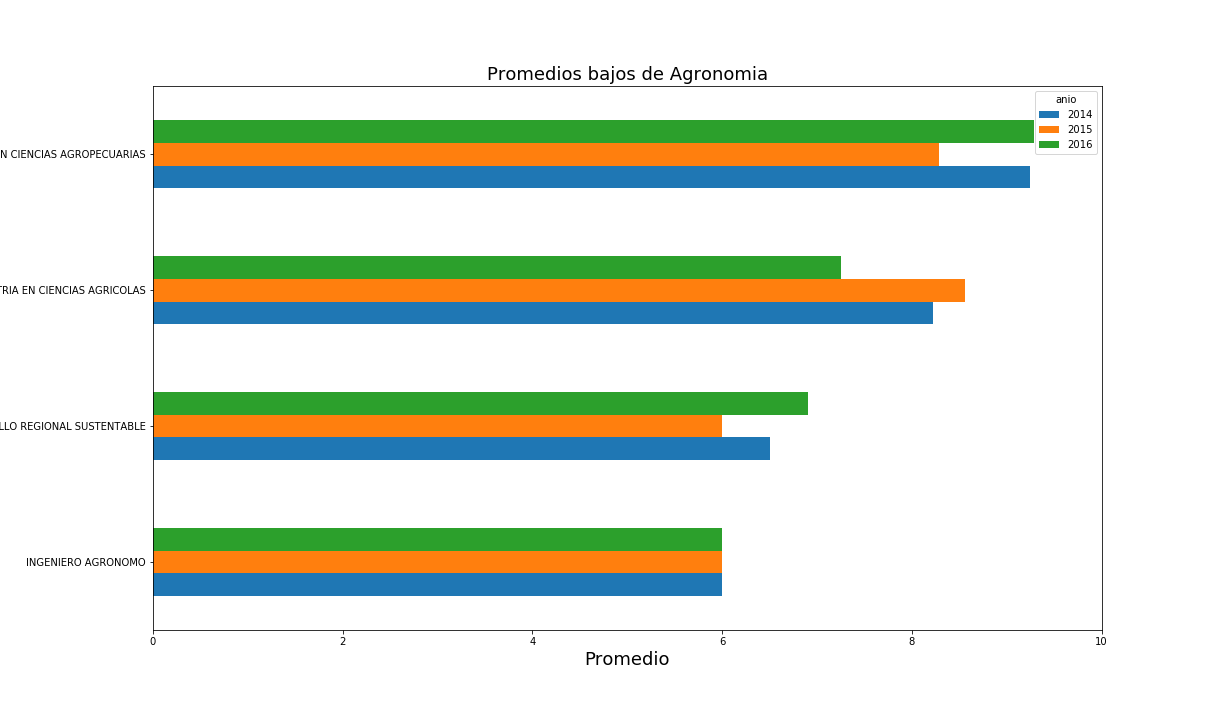 Promedios bajos de Agronomia
anio
2014
2015
2016
N CIENCIAS AGROPECUARIAS
TRIA EN CIENCIAS AGRICOLAS
LLO REGIONAL SUSTENTABLE
INGENIERO AGRONOMO
0 2 4 6 8 10
Promedio